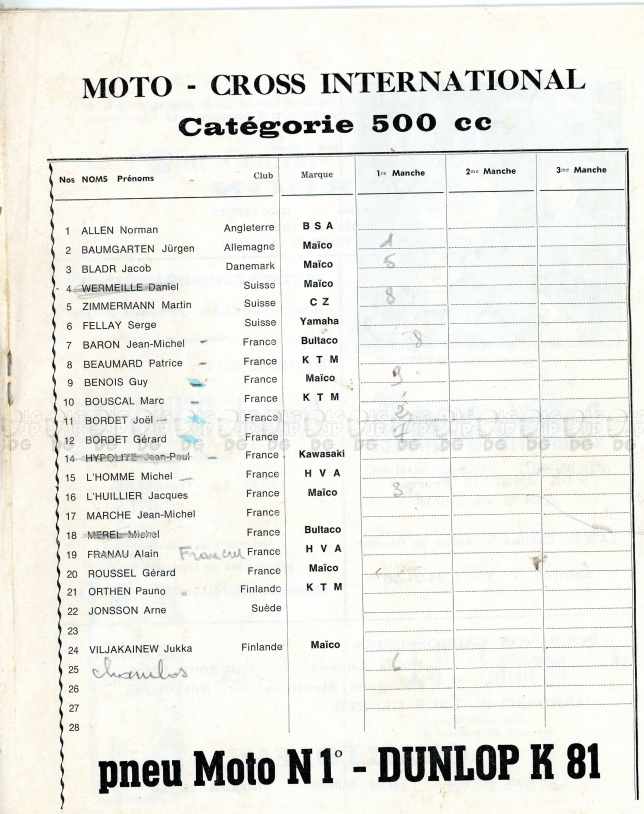 MOTO - CROSS INTERNATIONAL
Catégorie 500 cc
Nos NOMS Prénoms Club Marque 1re Manche 2me Manche 3me Manche
1 ALLEN Norman Angleterre B S A
2 BAUMGARTEN Jürgen Allemagne Maïco 1
3 BLADR Jacob Danemark Maïco 5
4 WERMEILLE Daniel Suisse Maïco
5 ZIMMERMANN Martin Suisse C Z 8
6 FELLAY Serge Suisse Yamaha
7 BARON Jean-Michel - France Bultaco 8
8 BEAUMARD Patrice - France K T M
9 BENOIS Guy - France Maïco 9
10 BOUSCAL Marc - France K T M
11 BORDET Joël - France 2
12 BORDET Gérard France 7
14 HYPOLITE Jean-Paul - France Kawasaki
15 L'HOMME Michel - France H V A
16 L'HUILLIER Jacques France Maïco 3
17 MARCHE Jean-Michel France
18 MEREL Michel France Bultaco
19 FRANAU Alain France H V A
20 ROUSSEL Gérard France Maïco
21 ORTHEN Pauno Finlande K T M
22 JONSSON Arne Suède
23
24 VILJAKAINEW Jukka Finlande Maïco
25 chambos 6
26
27
28
pneu Moto N 1° - DUNLOP K 81